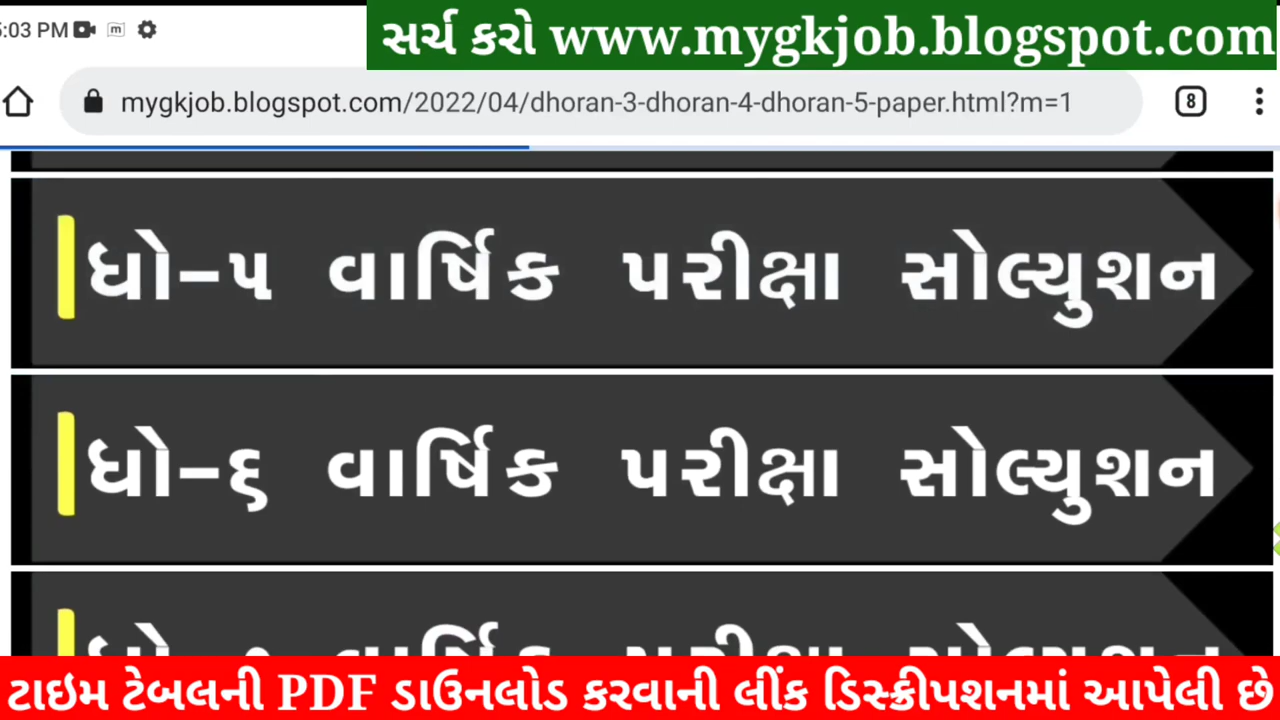 5:03 PM
સર્ચ કરો www.mygkjob.blogspot.com
mygkjob.blogspot.com/2022/04/dhoran-3-dhoran-4-dhoran-5-paper.html?m=1
8
ધો-૫ વાર્ષિક પરીક્ષા સોલ્યુશન
ધો-૬ વાર્ષિક પરીક્ષા સોલ્યુશન
ટાઇમ ટેબલની PDF ડાઉનલોડ કરવાની લીંક ડિસ્ક્રીપશનમાં આપેલી છે